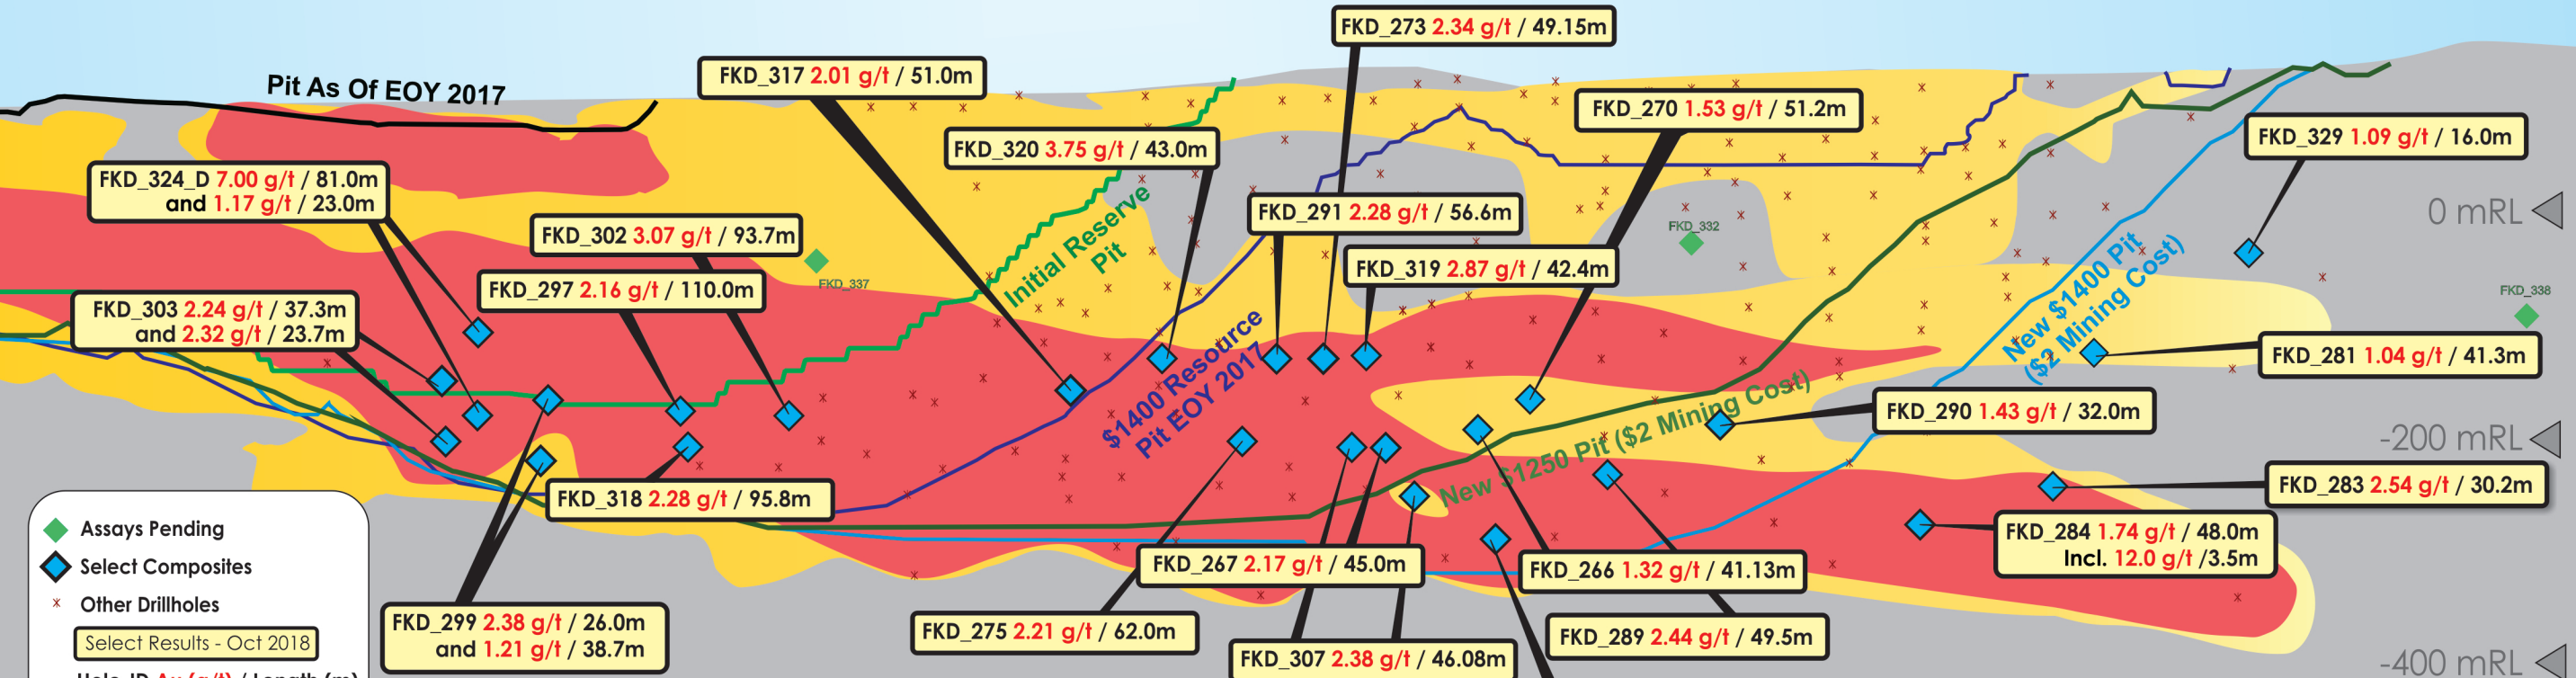 FKD_273 2.34 g/t / 49.15m
Pit As Of EOY 2017
FKD_317 2.01 g/t / 51.0m
FKD_270 1.53 g/t / 51.2m
FKD_329 1.09 g/t / 16.0m
FKD_320 3.75 g/t / 43.0m
FKD_324_D 7.00 g/t / 81.0m
and 1.17 g/t / 23.0m
FKD_291 2.28 g/t / 56.6m
0 mRL
FKD_302 3.07 g/t / 93.7m
FKD_332
Initial Reserve
Pit
FKD_319 2.87 g/t / 42.4m
FKD_337
FKD_297 2.16 g/t / 110.0m
FKD_338
FKD_303 2.24 g/t / 37.3m
and 2.32 g/t / 23.7m
New $1400 Pit
($2 Mining Cost)
FKD_281 1.04 g/t / 41.3m
$1400 Resource
Pit EOY 2017
FKD_290 1.43 g/t / 32.0m
New $1250 Pit ($2 Mining Cost)
-200 mRL
FKD_283 2.54 g/t / 30.2m
FKD_318 2.28 g/t / 95.8m
FKD_284 1.74 g/t / 48.0m
Incl. 12.0 g/t /3.5m
FKD_267 2.17 g/t / 45.0m
FKD_266 1.32 g/t / 41.13m
FKD_299 2.38 g/t / 26.0m
and 1.21 g/t / 38.7m
FKD_275 2.21 g/t / 62.0m
FKD_289 2.44 g/t / 49.5m
FKD_307 2.38 g/t / 46.08m
-400 mRL
Assays Pending
Select Composites
Other Drillholes
Select Results - Oct 2018
Hole_ID Au (g/t) / Length (m)